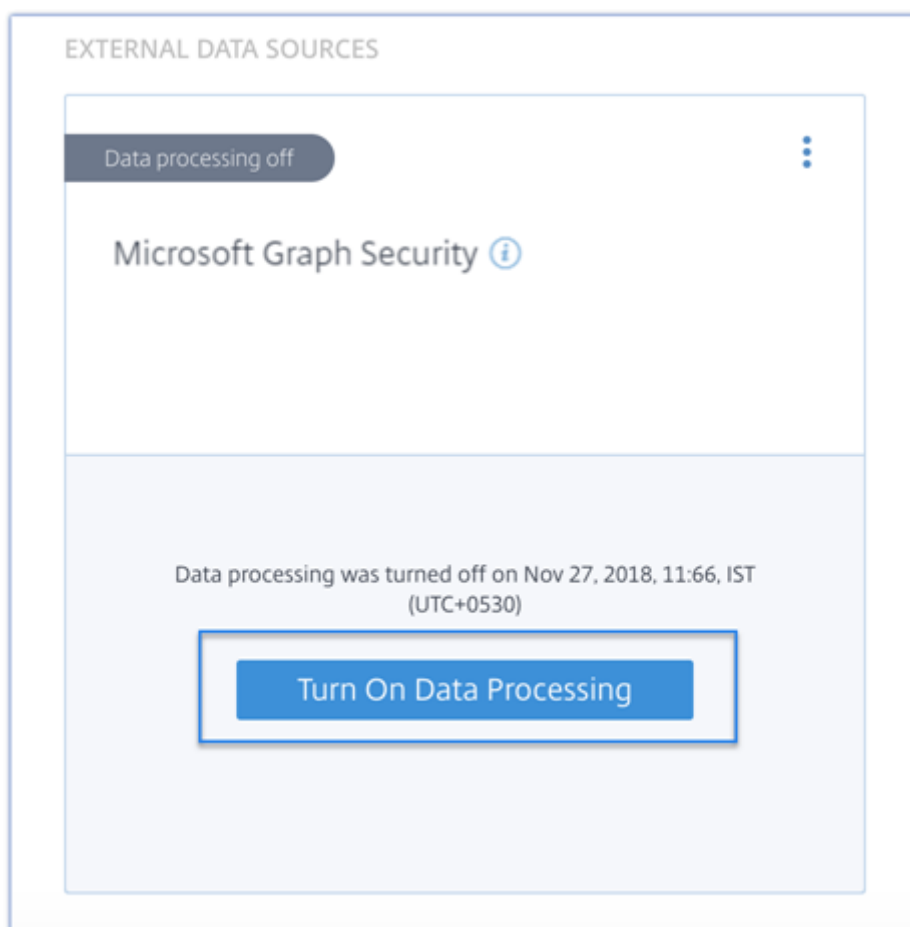 EXTERNAL DATA SOURCES
Data processing off
Microsoft Graph Security
Data processing was turned off on Nov 27, 2018, 11:66, IST
(UTC+0530)
Turn On Data Processing